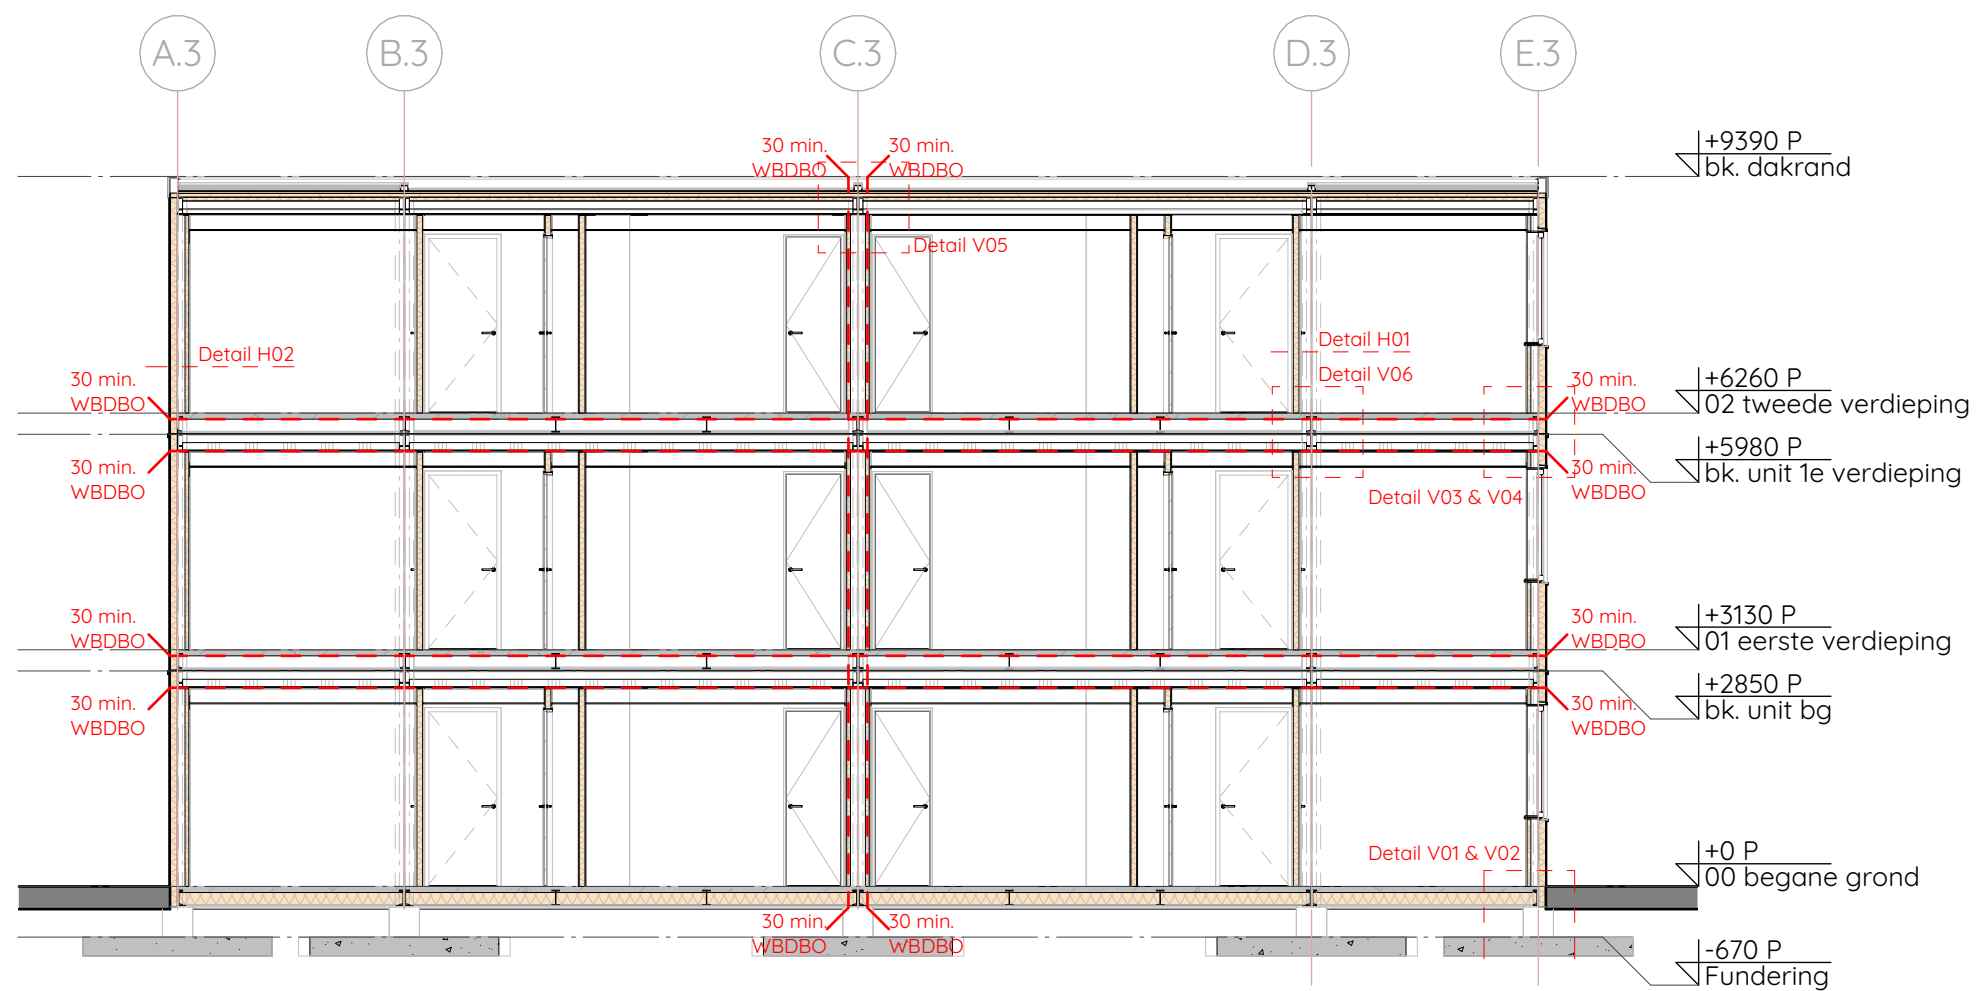 A.3
B.3
C.3
D.3
E.3
30 min.
WBDBO
30 min.
WBDBO
+9390 P
bk. dakrand
Detail V05
Detail H02
Detail H01
Detail V06
30 min.
WBDBO
30 min.
WBDBO
+6260 P
02 tweede verdieping
+5980 P
bk. unit 1e verdieping
30 min.
WBDBO
30 min.
WBDBO
Detail V03 & V04
30 min.
WBDBO
30 min.
WBDBO
+3130 P
01 eerste verdieping
+2850 P
bk. unit bg
30 min.
WBDBO
30 min.
WBDBO
Detail V01 & V02
+0 P
00 begane grond
30 min.
WBDBO
30 min.
WBDBO
-670 P
Fundering